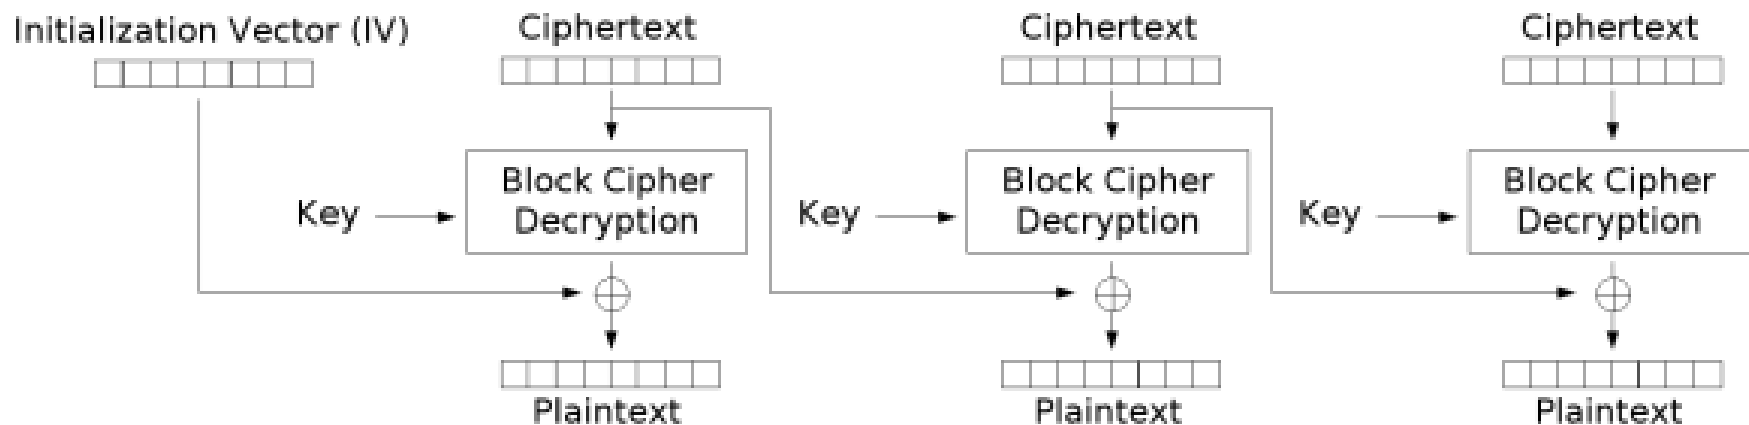 Initialization Vector (IV)
Ciphertext
Ciphertext
Ciphertext
Block Cipher
Decryption
Block Cipher
Decryption
Block Cipher
Decryption
Key
Key
Key
Plaintext
Plaintext
Plaintext